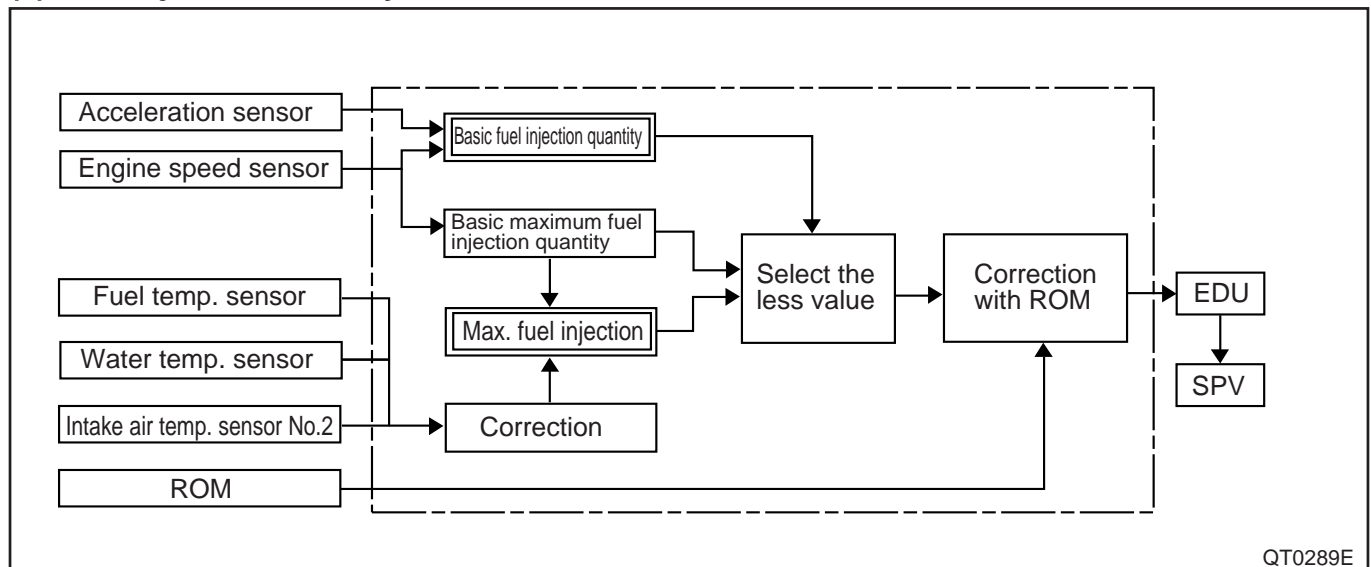 Acceleration sensor
Engine speed sensor
Fuel temp. sensor
Water temp. sensor
Intake air temp. sensor No.2
ROM
Basic fuel injection quantity
Basic maximum fuel
injection quantity
Max. fuel injection
Correction
Select the
less value
Correction
with ROM
EDU
SPV
QT0289E